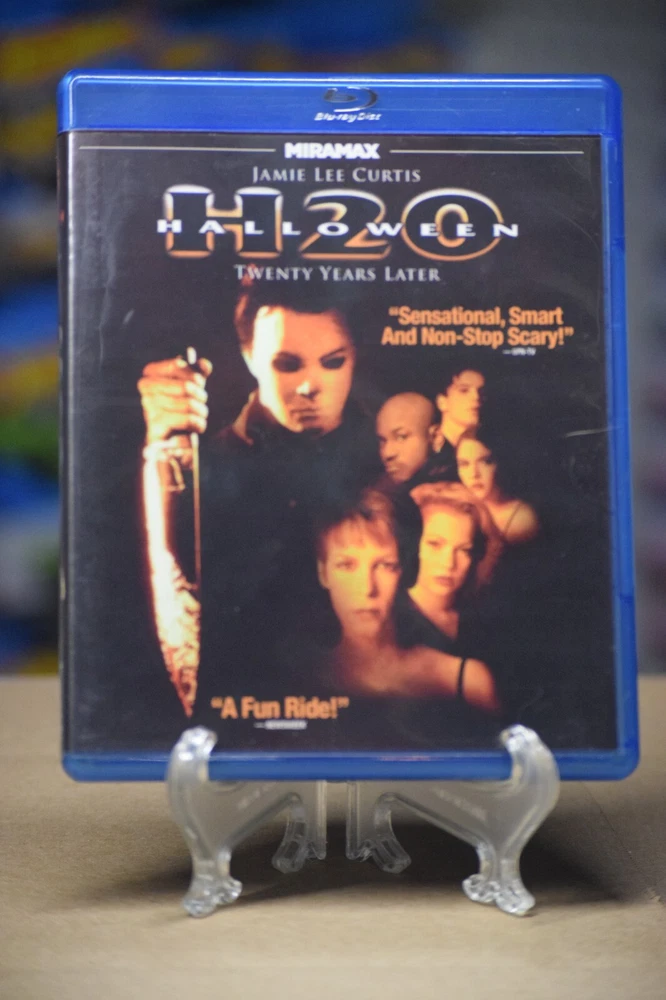 Blu-ray Disc
MIRAMAX
JAMIE LEE CURTIS
H20
HALLOWEEN
TWENTY YEARS LATER
“Sensational, Smart
And Non-Stop Scary!”
“A Fun Ride!”